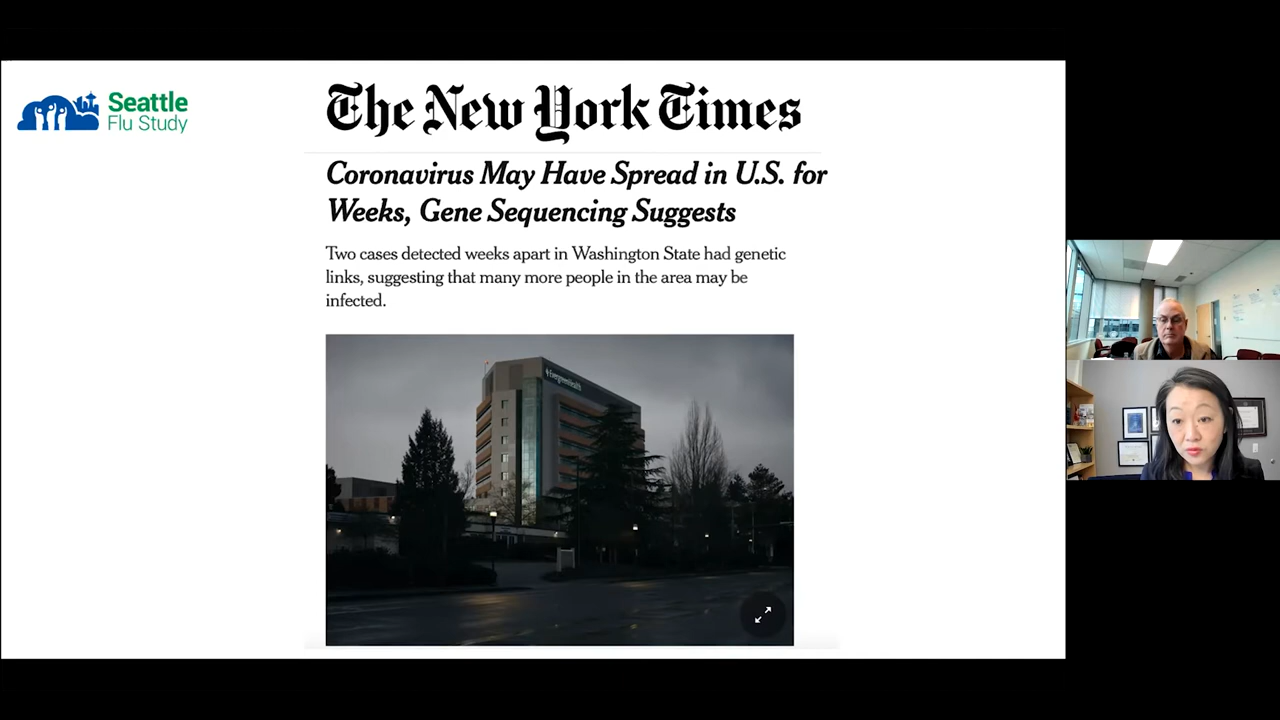 Seattle
Flu Study
The New York Times
Coronavirus May Have Spread in U.S. for
Weeks, Gene Sequencing Suggests
Two cases detected weeks apart in Washington State had genetic
links, suggesting that many more people in the area may be
infected.
EvergreenHealth